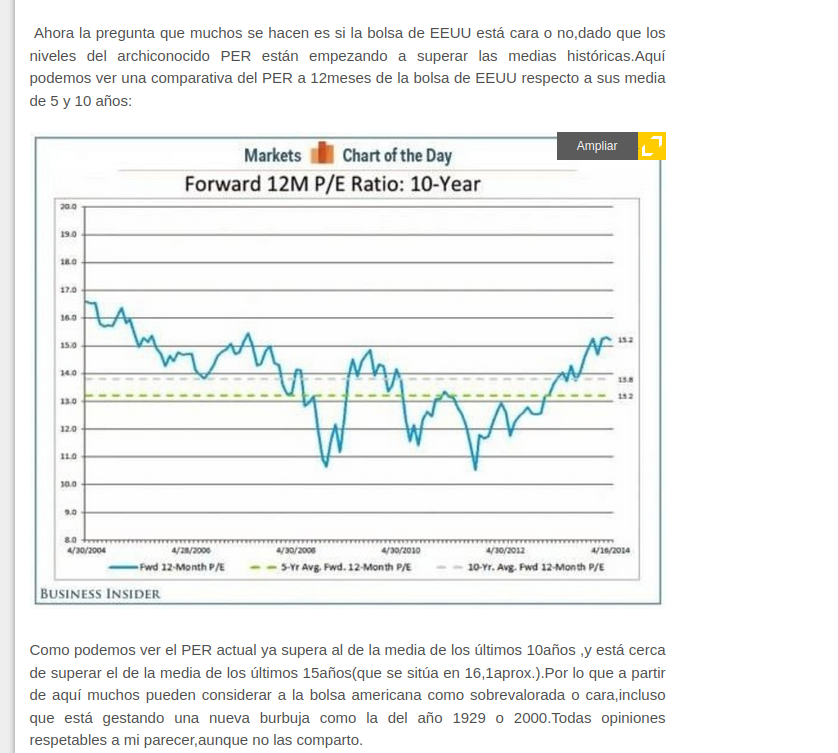 Ahora la pregunta que muchos se hacen es si la bolsa de EEUU está cara o no,dado que los
niveles del archiconocido PER están empezando a superar las medias históricas.Aquí
podemos ver una comparativa del PER a 12meses de la bolsa de EEUU respecto a sus media
de 5 y 10 años:
Ampliar
Markets Chart of the Day
Forward 12M P/E Ratio: 10-Year
20.0
19.0
18.0
17.0
16.0
15.0
15.2
14.0
13.8
13.0
13.2
12.0
11.0
10.0
9.0
8.0
4/30/2004 4/28/2006 4/30/2008 4/30/2010 4/30/2012 4/16/2014
Fwd 12-Month P/E 5-Yr Avg. Fwd. 12-Month P/E 10-Yr. Avg. Fwd 12-Month P/E
BUSINESS INSIDER
Como podemos ver el PER actual ya supera al de la media de los últimos 10años ,y está cerca
de superar el de la media de los últimos 15años(que se sitúa en 16,1aprox.).Por lo que a partir
de aquí muchos pueden considerar a la bolsa americana como sobrevalorada o cara,incluso
que está gestando una nueva burbuja como la del año 1929 o 2000.Todas opiniones
respetables a mi parecer,aunque no las comparto.